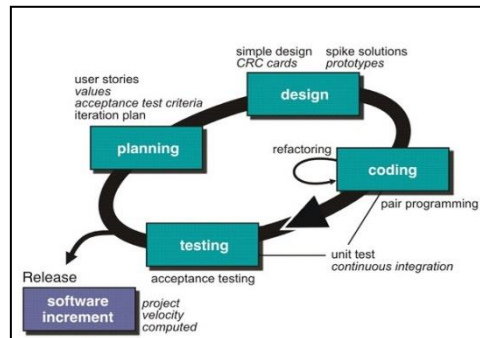 simple design
CRC cards
spike solutions
prototypes
design
user stories
values
acceptance test criteria
iteration plan
planning
refactoring
coding
pair programming
testing
acceptance testing
unit test
continuous integration
Release
software
increment
project
velocity
computed